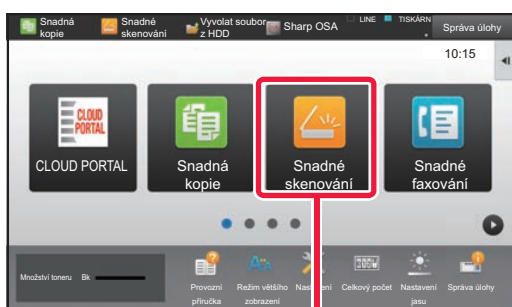 Snadná kopie
Snadné skenování
Vyvolat soubor z HDD
Sharp OSA
LINE
TISKÁRN
Správa úlohy
10:15
CLOUD PORTAL
CLOUD PORTAL
Snadná kopie
Snadné skenování
Snadné faxování
Množství toneru Bk
Provozní příručka
Režim většího zobrazení
Nastavení
Celkový počet
Nastavení jasu
Správa úlohy